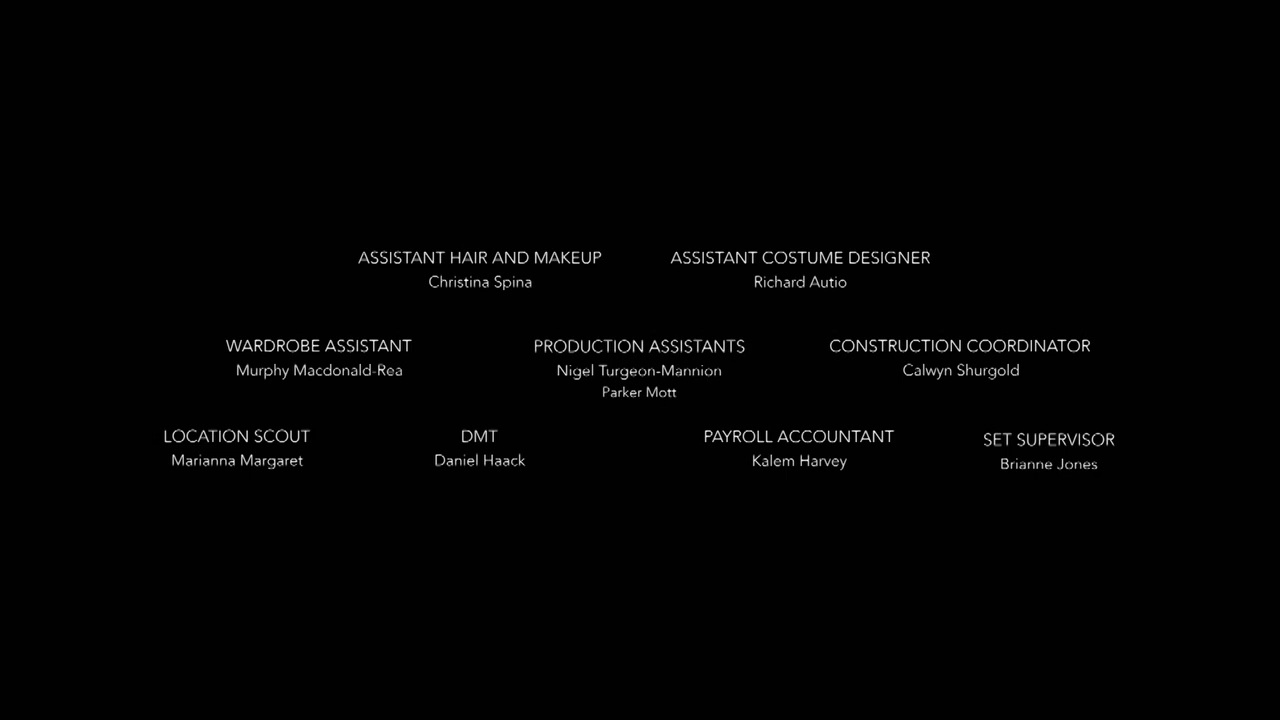 ASSISTANT HAIR AND MAKEUP
Christina Spina
ASSISTANT COSTUME DESIGNER
Richard Autio
WARDROBE ASSISTANT
Murphy Macdonald-Rea
PRODUCTION ASSISTANTS
Nigel Turgeon-Mannion
Parker Mott
CONSTRUCTION COORDINATOR
Calwyn Shurgold
LOCATION SCOUT
Marianna Margaret
DMT
Daniel Haack
PAYROLL ACCOUNTANT
Kalem Harvey
SET SUPERVISOR
Brianne Jones